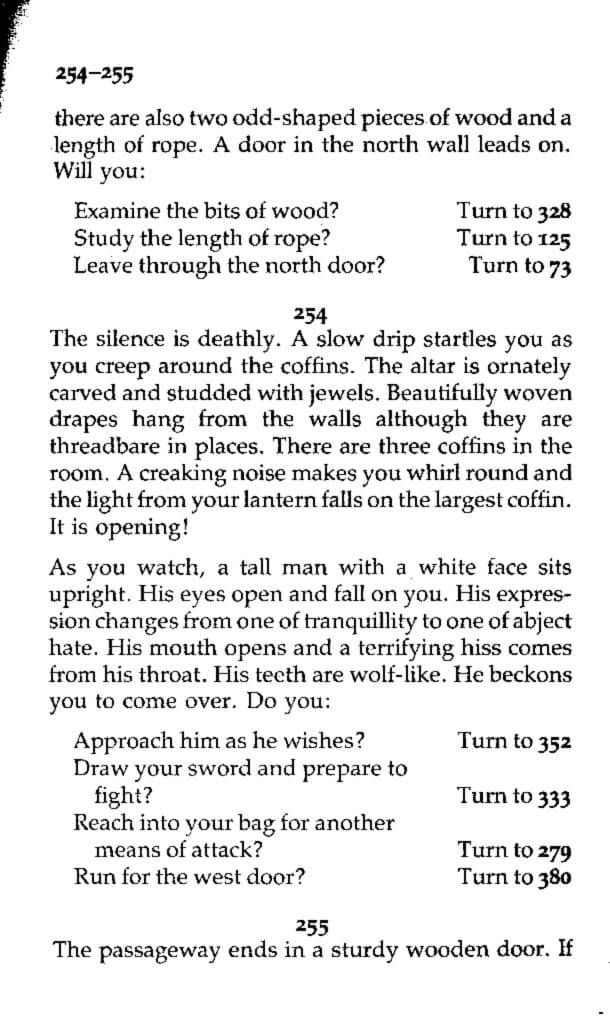 254–255
there are also two odd-shaped pieces of wood and a
length of rope. A door in the north wall leads on.
Will you:
Examine the bits of wood? Turn to 328
Study the length of rope? Turn to 125
Leave through the north door? Turn to 73
254
The silence is deathly. A slow drip startles you as
you creep around the coffins. The altar is ornately
carved and studded with jewels. Beautifully woven
drapes hang from the walls although they are
threadbare in places. There are three coffins in the
room. A creaking noise makes you whirl round and
the light from your lantern falls on the largest coffin.
It is opening!
As you watch, a tall man with a white face sits
upright. His eyes open and fall on you. His expres-
sion changes from one of tranquillity to one of abject
hate. His mouth opens and a terrifying hiss comes
from his throat. His teeth are wolf-like. He beckons
you to come over. Do you:
Approach him as he wishes? Turn to 352
Draw your sword and prepare to
fight? Turn to 333
Reach into your bag for another
means of attack? Turn to 279
Run for the west door? Turn to 380
255
The passageway ends in a sturdy wooden door. If